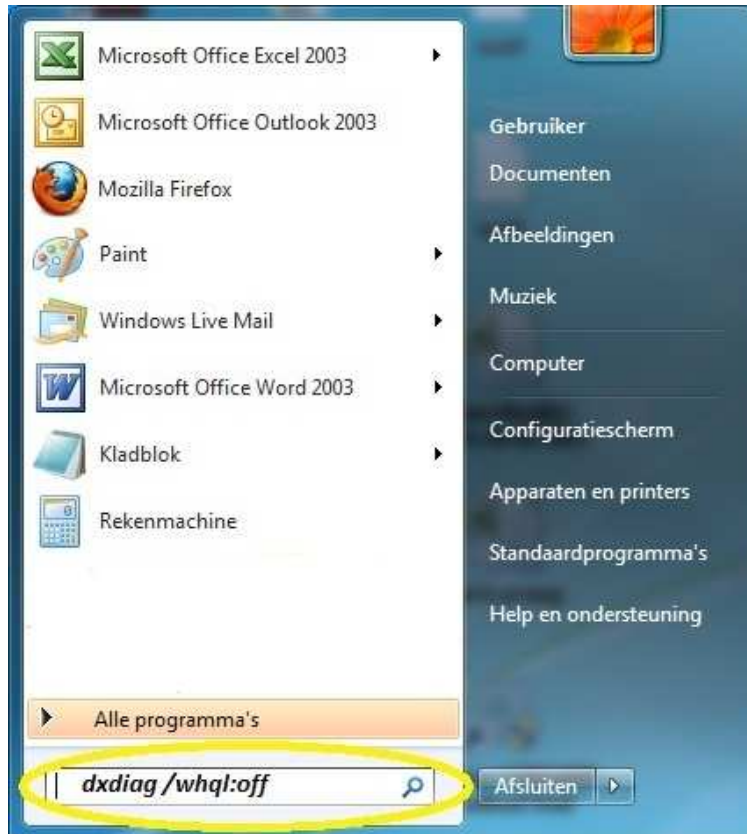 Microsoft Office Excel 2003
Microsoft Office Outlook 2003
Mozilla Firefox
Paint
Windows Live Mail
Microsoft Office Word 2003
Kladblok
Rekenmachine
Alle programma's
dxdiag /whql:off
Gebruiker
Documenten
Afbeeldingen
Muziek
Computer
Configuratiescherm
Apparaten en printers
Standaardprogramma's
Help en ondersteuning
Afsluiten